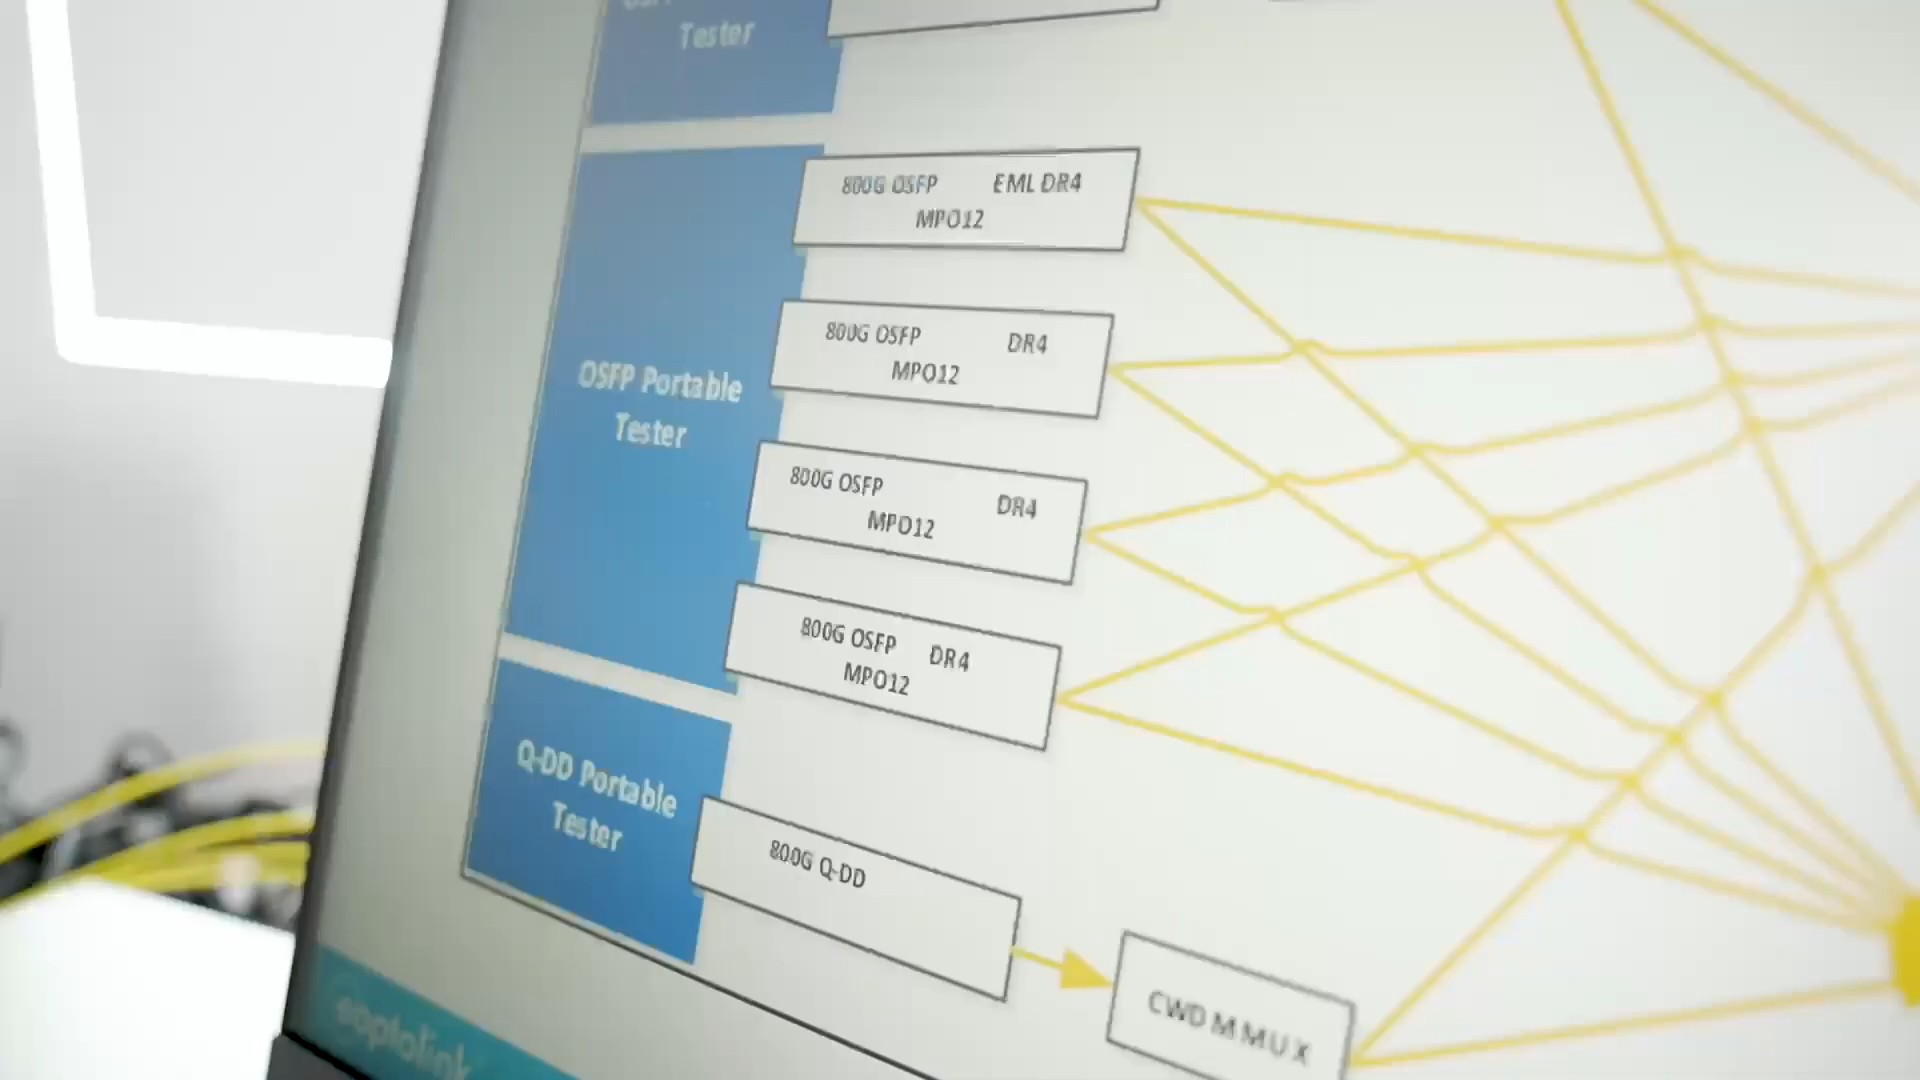 Tester
800G OSFP EML DR4
MPO12
800G OSFP DR4
MPO12
OSFP Portable
Tester
800G OSFP DR4
MPO12
800G OSFP DR4
MPO12
Q-DD Portable
Tester
800G Q-DD
CWDM MUX
eoptolink